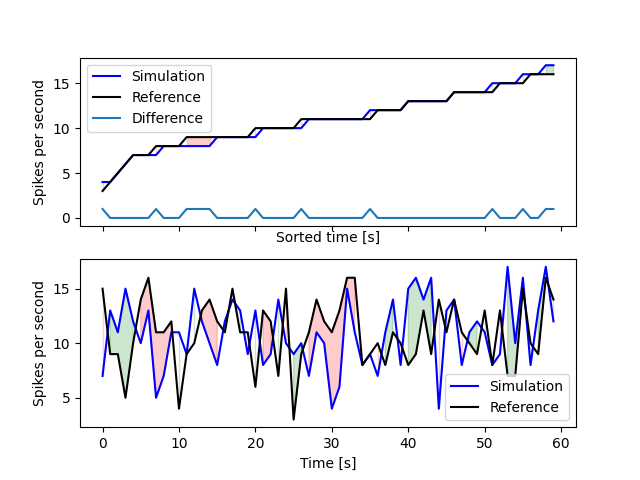 Spikes per second
15
10
5
0
Simulation
Reference
Difference
Sorted time [s]
Spikes per second
15
10
5
Simulation
Reference
0 10 20 30 40 50 60
Time [s]